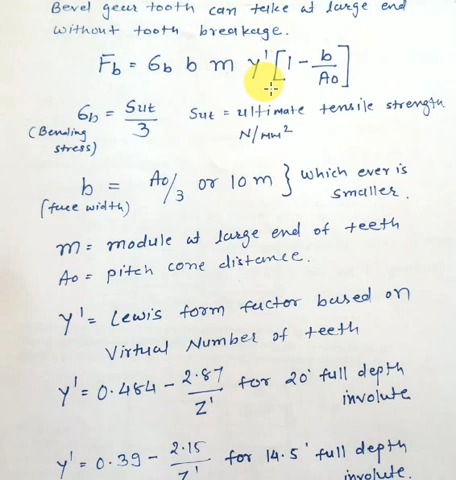 Bevel gear tooth can take at large end
without tooth breakage.
Fb = 6b b m y' [1 - b/Ao]
6b = Sut/3 Sut = ultimate tensile strength
(Bending stress) N/mm²
b = Ao/3 or 10 m } which ever is smaller.
(face width)
m = module at large end of teeth
Ao = pitch cone distance.
y' = Lewis form factor based on
Virtual Number of teeth
y' = 0.484 - 2.87/Z' for 20° full depth involute
y' = 0.39 - 2.15/Z' for 14.5° full depth involute.